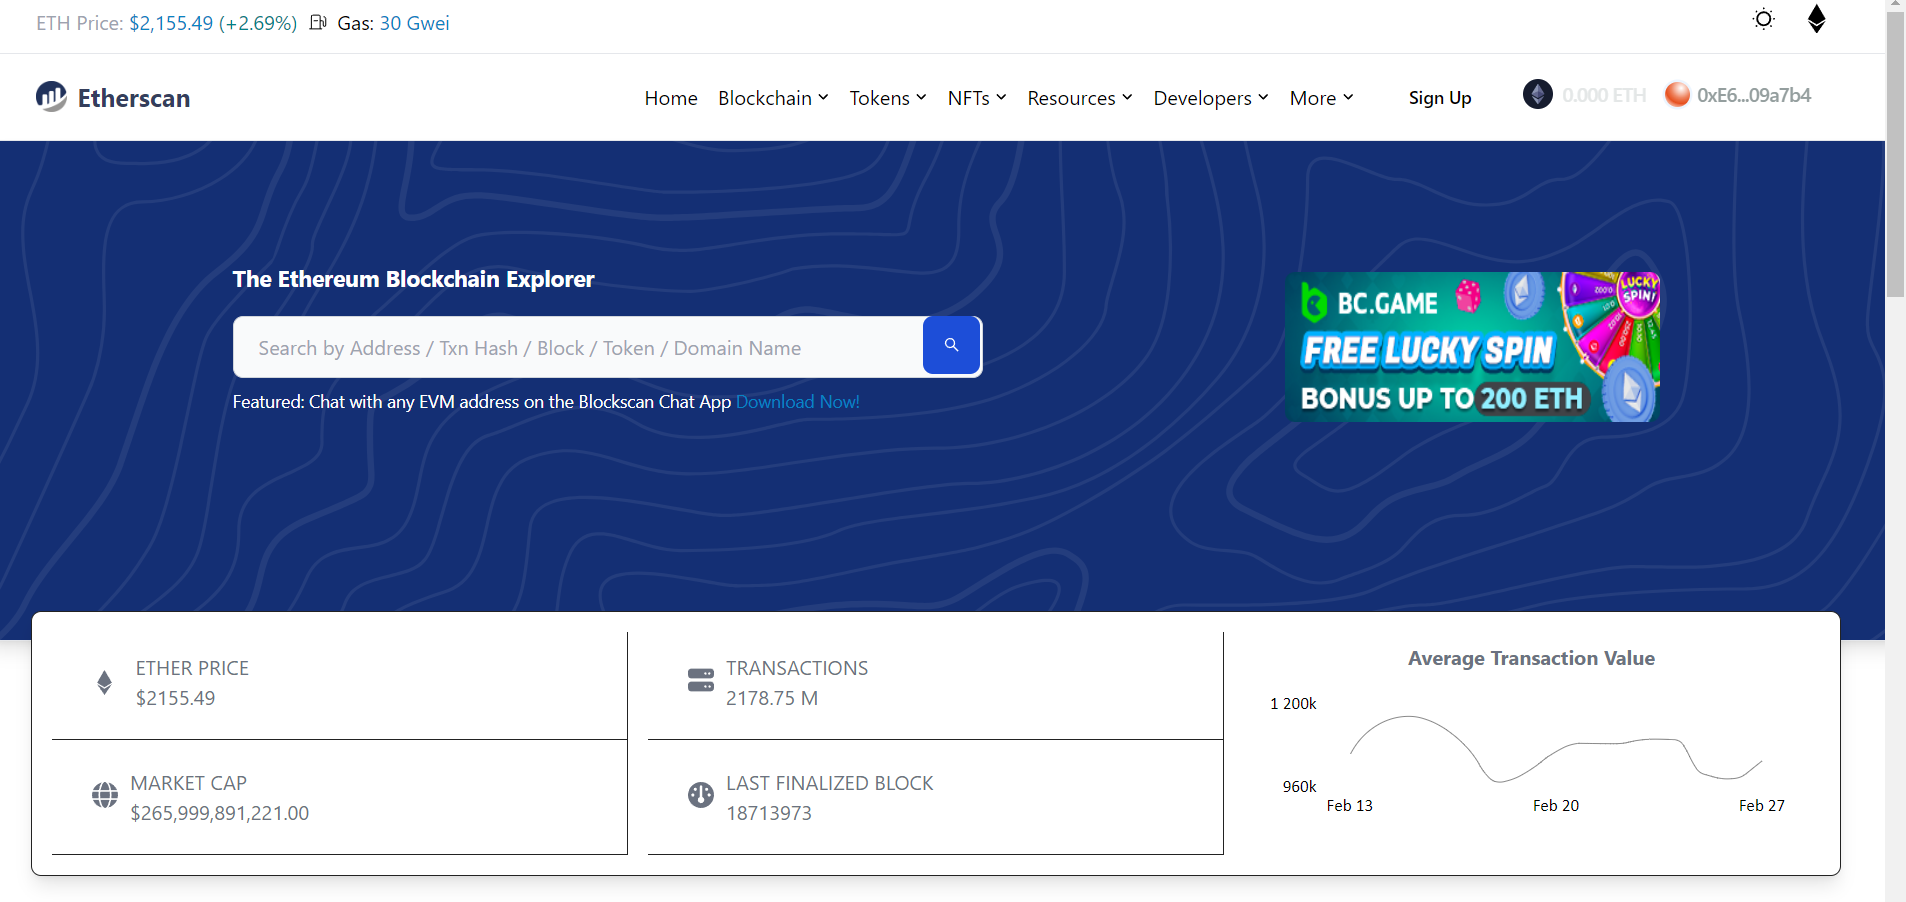 ETH Price: $2,155.49 (+2.69%) Gas: 30 Gwei
Etherscan
Home Blockchain Tokens NFTs Resources Developers More Sign Up 0.000 ETH 0xE6...09a7b4
The Ethereum Blockchain Explorer
Search by Address / Txn Hash / Block / Token / Domain Name
Featured: Chat with any EVM address on the Blockscan Chat App Download Now!
BC.GAME
FREE LUCKY SPIN
BONUS UP TO 200 ETH
LUCKY
SPIN!
ETHER PRICE
$2155.49
TRANSACTIONS
2178.75 M
MARKET CAP
$265,999,891,221.00
LAST FINALIZED BLOCK
18713973
Average Transaction Value
1 200k
960k
Feb 13 Feb 20 Feb 27